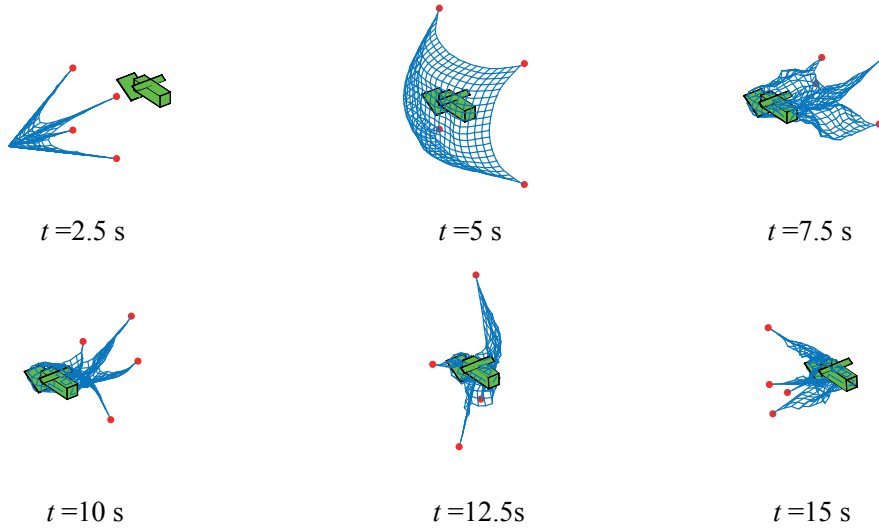 t =2.5 s
t =5 s
t =7.5 s
t =10 s
t =12.5s
t =15 s